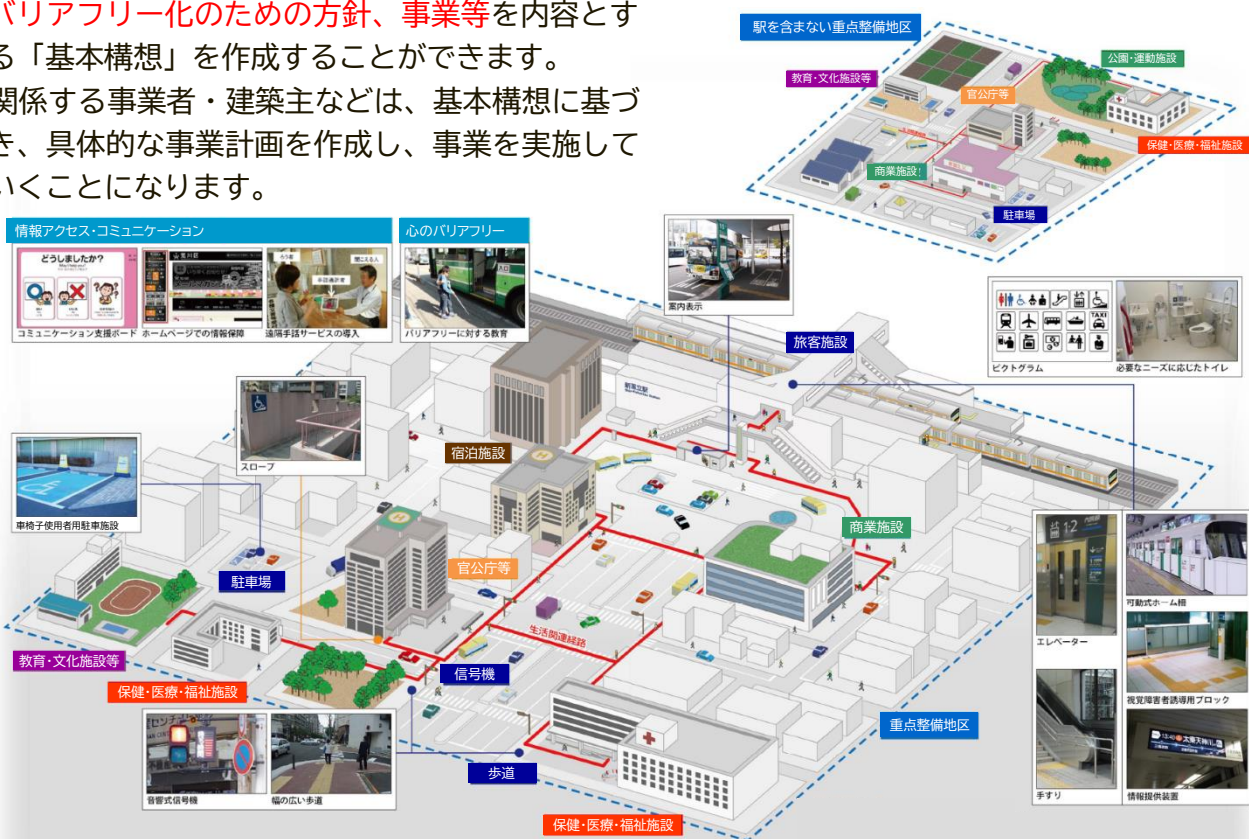 バリアフリー化のための方針、事業等を内容とす
る「基本構想」を作成することができます。
関係する事業者・建築主などは、基本構想に基づ
き、具体的な事業計画を作成し、事業を実施して
いくことになります。
駅を含まない重点整備地区
公園・運動施設
教育・文化施設等
官公庁等
保健・医療・福祉施設
商業施設
駐車場
情報アクセス・コミュニケーション
心のバリアフリー
どうしましたか?
コミュニケーション支援ボード
ホームページでの情報保障
ろう者
聞こえる人
手話通訳者
遠隔手話サービスの導入
入口
バリアフリーに対する教育
案内表示
旅客施設
TAXI
ピクトグラム
必要なニーズに応じたトイレ
スロープ
宿泊施設
車椅子使用者用駐車施設
駐車場
官公庁等
商業施設
生活関連経路
教育・文化施設等
保健・医療・福祉施設
信号機
重点整備地区
歩道
音響式信号機
幅の広い歩道
保健・医療・福祉施設
1・2
エレベーター
可動式ホーム柵
視覚障害者誘導用ブロック
手すり
情報提供装置